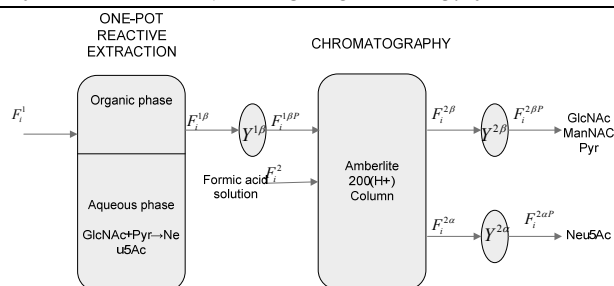 ONE-POT
REACTIVE
EXTRACTION
CHROMATOGRAPHY
Organic phase
F_i^1
F_i^{1β}
Y^{1β}
F_i^{1βP}
F_i^{2β}
Y^{2β}
F_i^{2βP}
GlcNAc
ManNAC
Pyr
Formic acid
solution
F_i^2
Amberlite
200(H+)
Column
Aqueous phase
GlcNAc+Pyr→Ne
u5Ac
F_i^{2α}
Y^{2α}
F_i^{2αP}
Neu5Ac